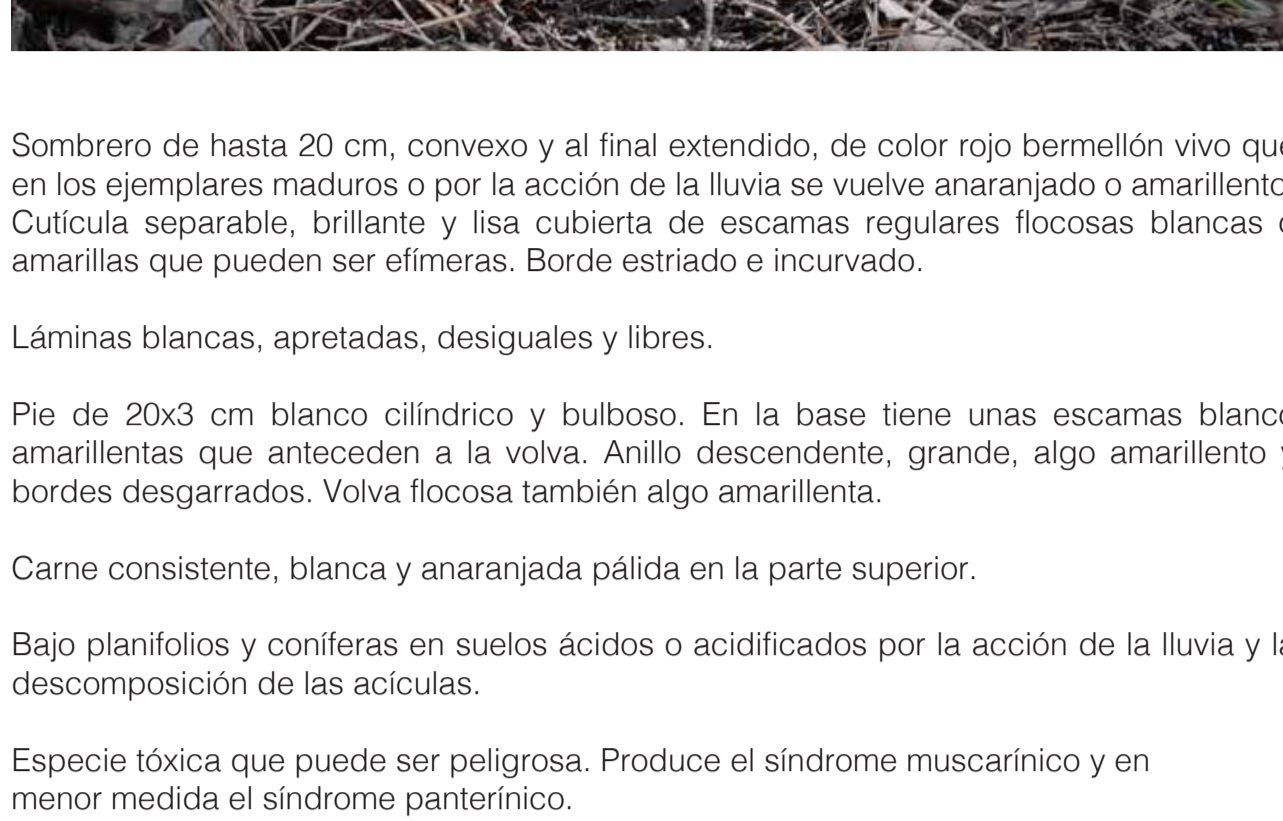 Sombrero de hasta 20 cm, convexo y al final extendido, de color rojo bermellón vivo que
en los ejemplares maduros o por la acción de la lluvia se vuelve anaranjado o amarillento
Cutícula separable, brillante y lisa cubierta de escamas regulares flocosas blancas o
amarillas que pueden ser efímeras. Borde estriado e incurvado.
Láminas blancas, apretadas, desiguales y libres.
Pie de 20x3 cm blanco cilíndrico y bulboso. En la base tiene unas escamas blanco
amarillentas que anteceden a la volva. Anillo descendente, grande, algo amarillento y
bordes desgarrados. Volva flocosa también algo amarillenta.
Carne consistente, blanca y anaranjada pálida en la parte superior.
Bajo planifolios y coníferas en suelos ácidos o acidificados por la acción de la lluvia y la
descomposición de las acículas.
Especie tóxica que puede ser peligrosa. Produce el síndrome muscarínico y en
menor medida el síndrome panterínico.